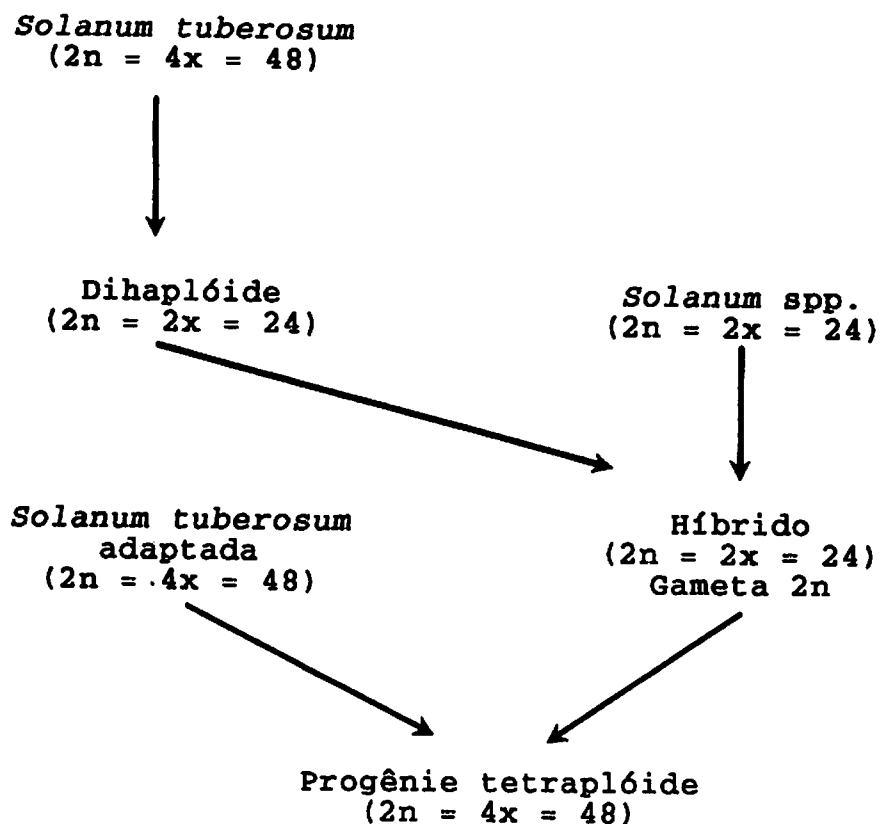 Solanum tuberosum
(2n = 4x = 48)
Dihaplóide
(2n = 2x = 24)
Solanum spp.
(2n = 2x = 24)
Solanum tuberosum
adaptada
(2n = 4x = 48)
Híbrido
(2n = 2x = 24)
Gameta 2n
Progênie tetraplóide
(2n = 4x = 48)